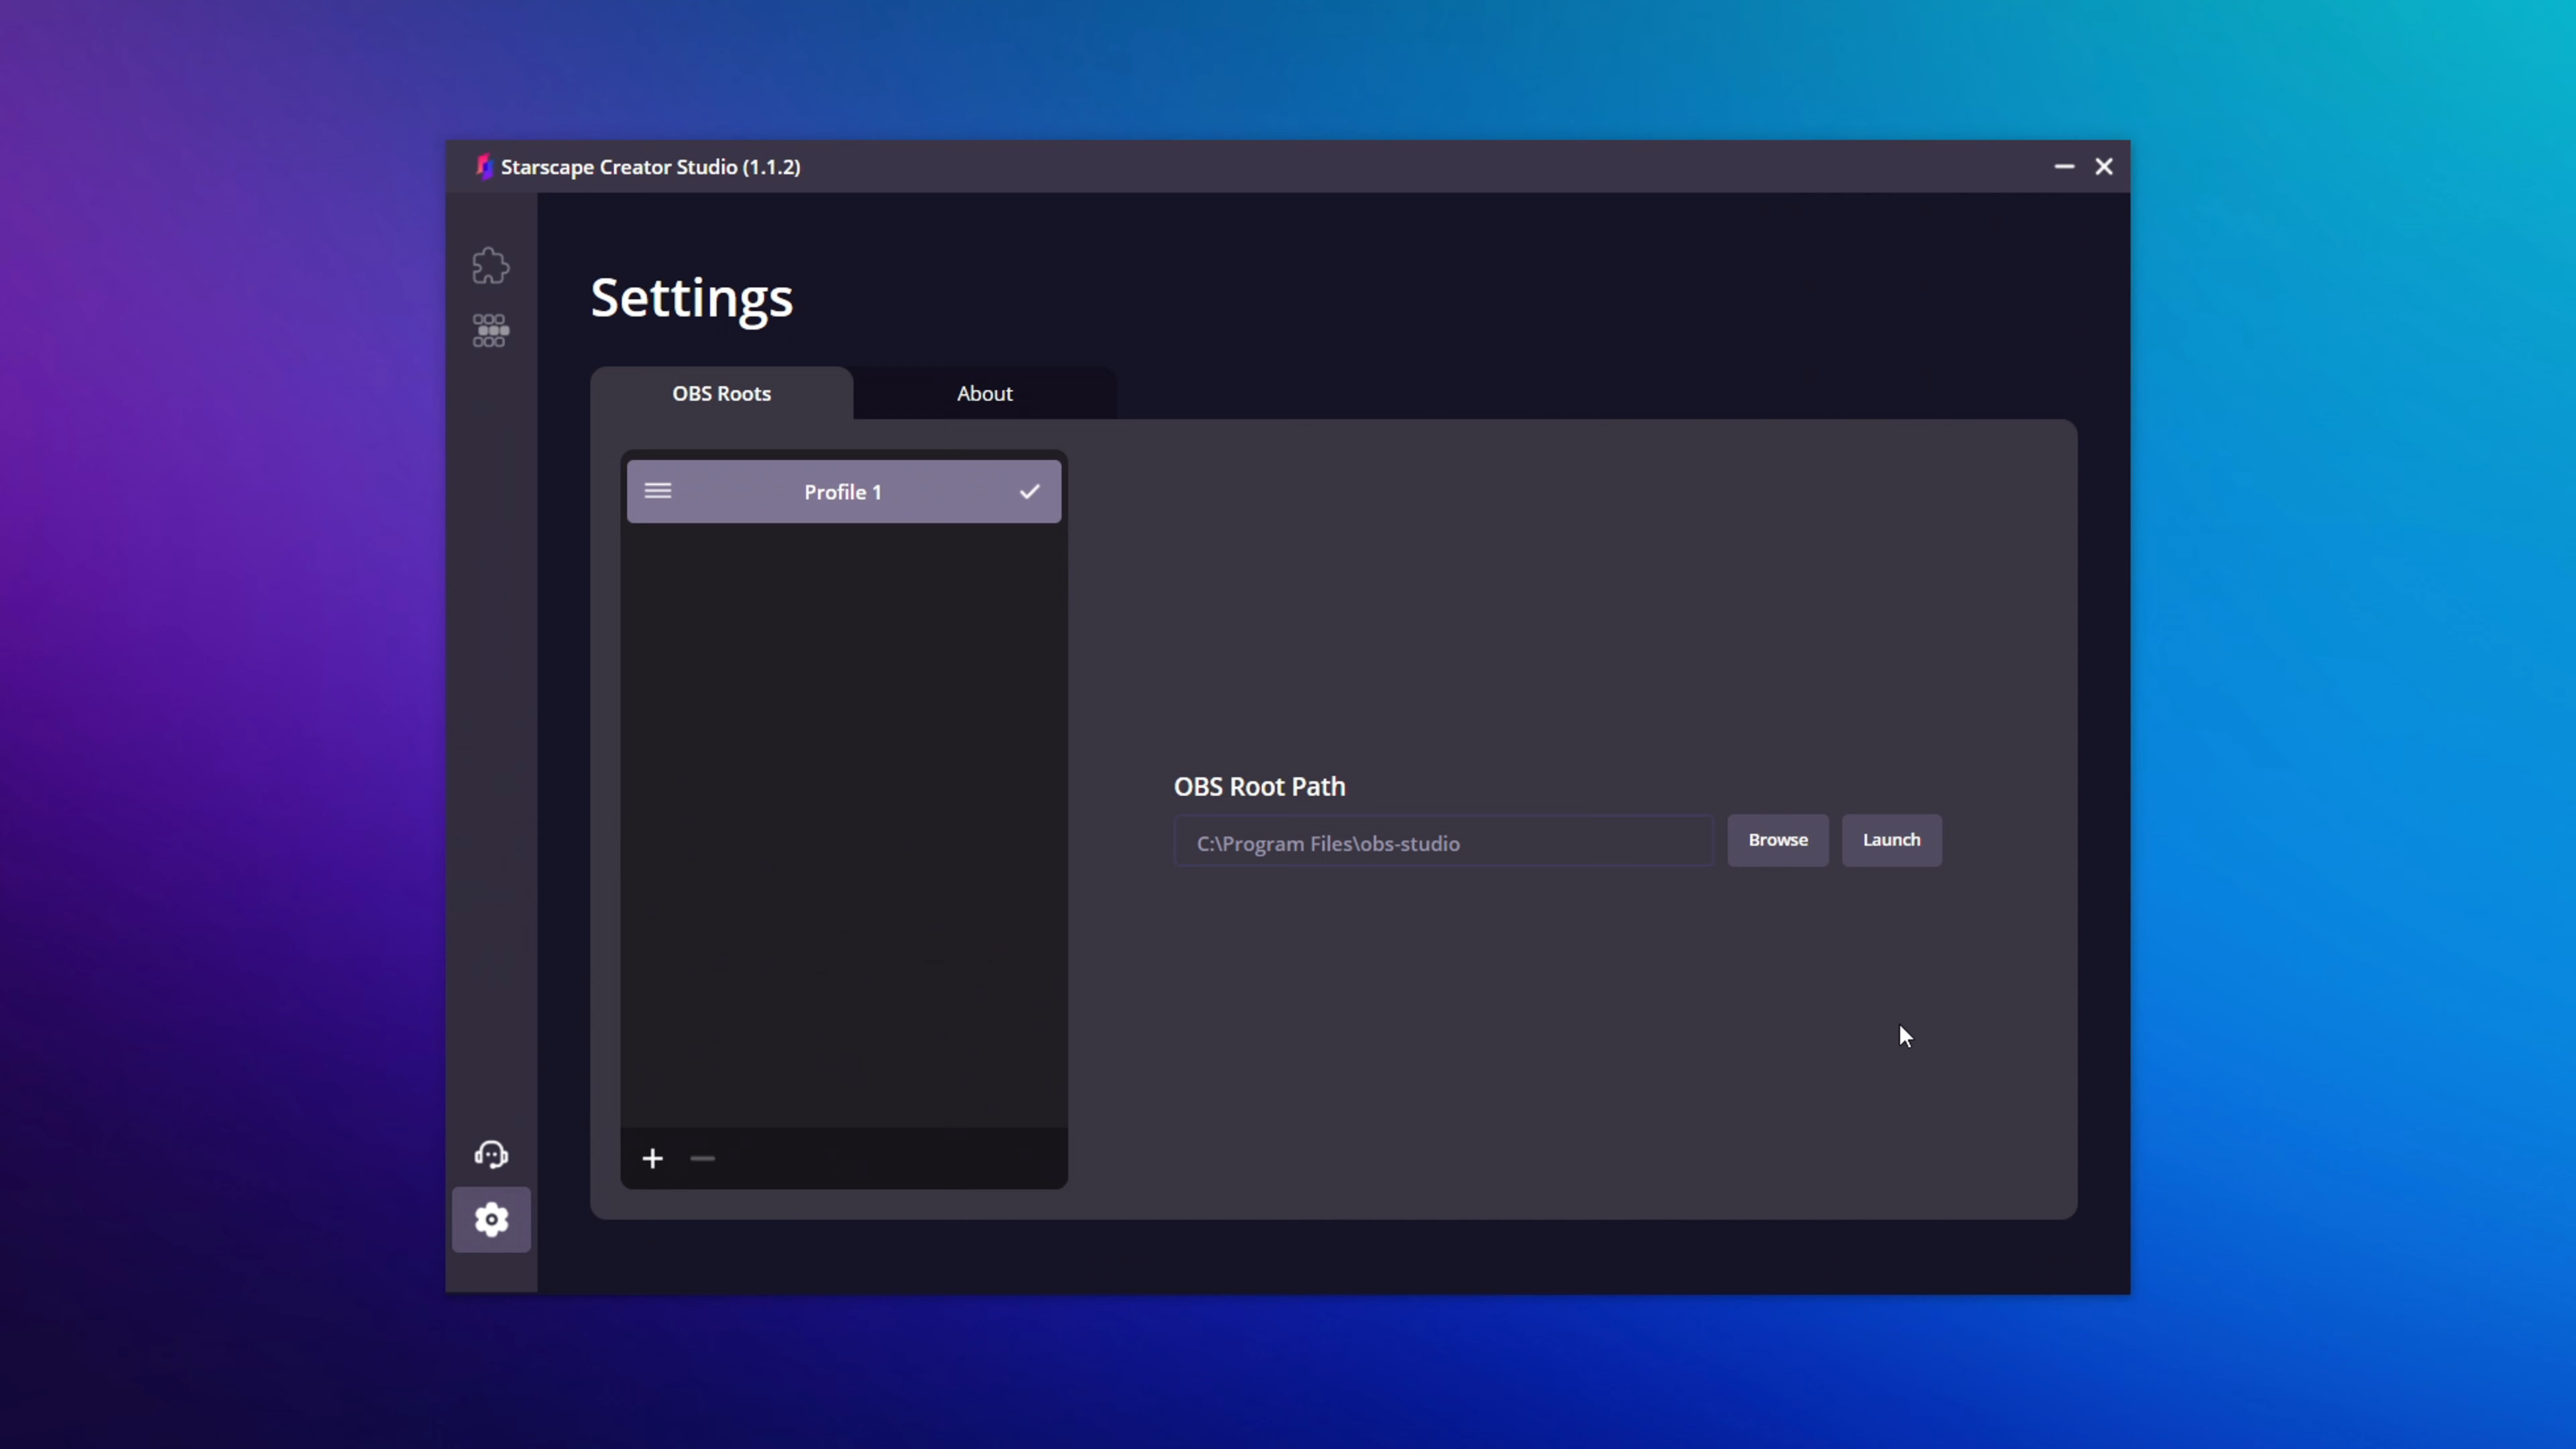 Starscape Creator Studio (1.1.2)
Settings
OBS Roots
About
Profile 1
OBS Root Path
C:\Program Files\obs-studio
Browse
Launch